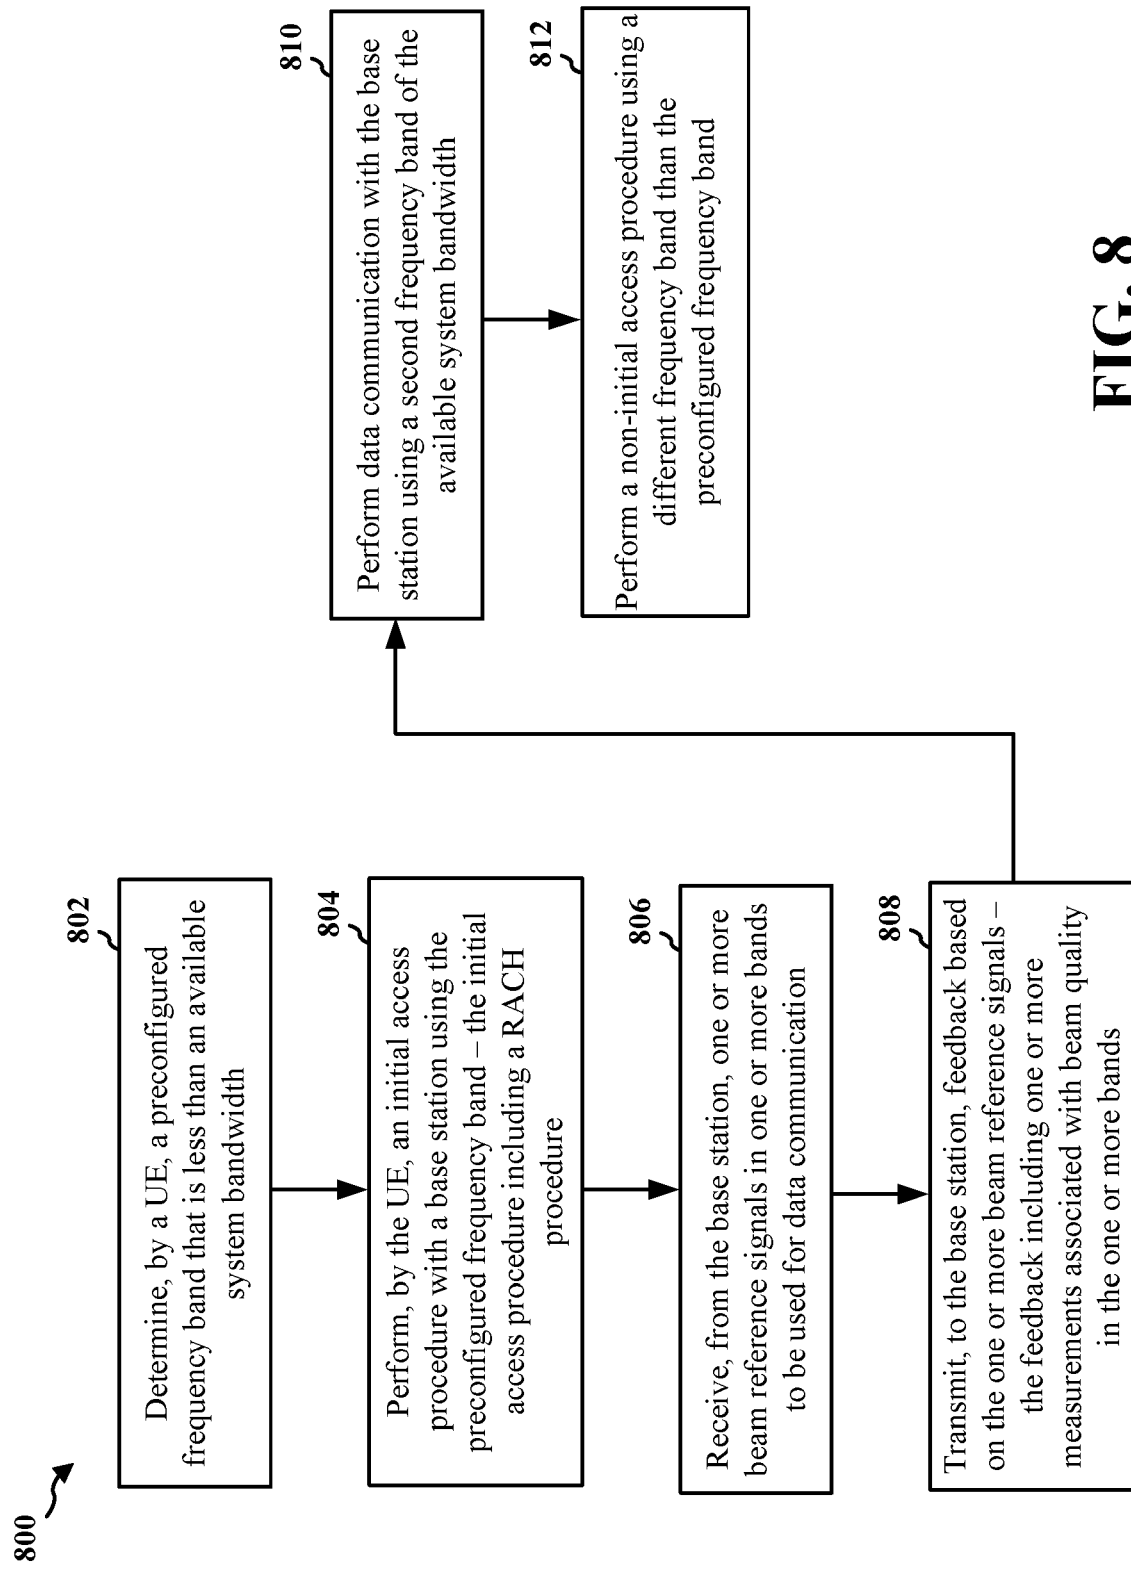 800
802
Determine, by a UE, a preconfigured
frequency band that is less than an available
system bandwidth
804
Perform, by the UE, an initial access
procedure with a base station using the
preconfigured frequency band – the initial
access procedure including a RACH
procedure
806
Receive, from the base station, one or more
beam reference signals in one or more bands
to be used for data communication
808
Transmit, to the base station, feedback based
on the one or more beam reference signals –
the feedback including one or more
measurements associated with beam quality
in the one or more bands
810
Perform data communication with the base
station using a second frequency band of the
available system bandwidth
812
Perform a non-initial access procedure using a
different frequency band than the
preconfigured frequency band
FIG. 8